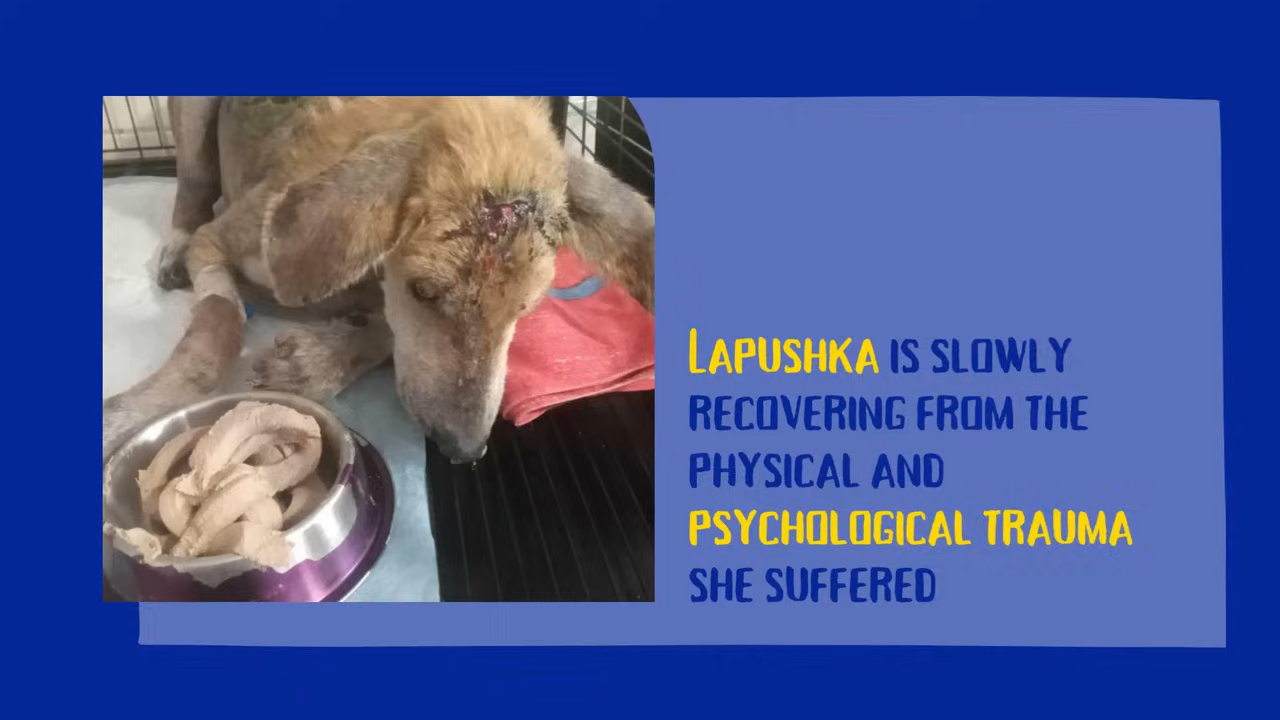 Lapushka is slowly
recovering from the
physical and
psychological trauma
she suffered